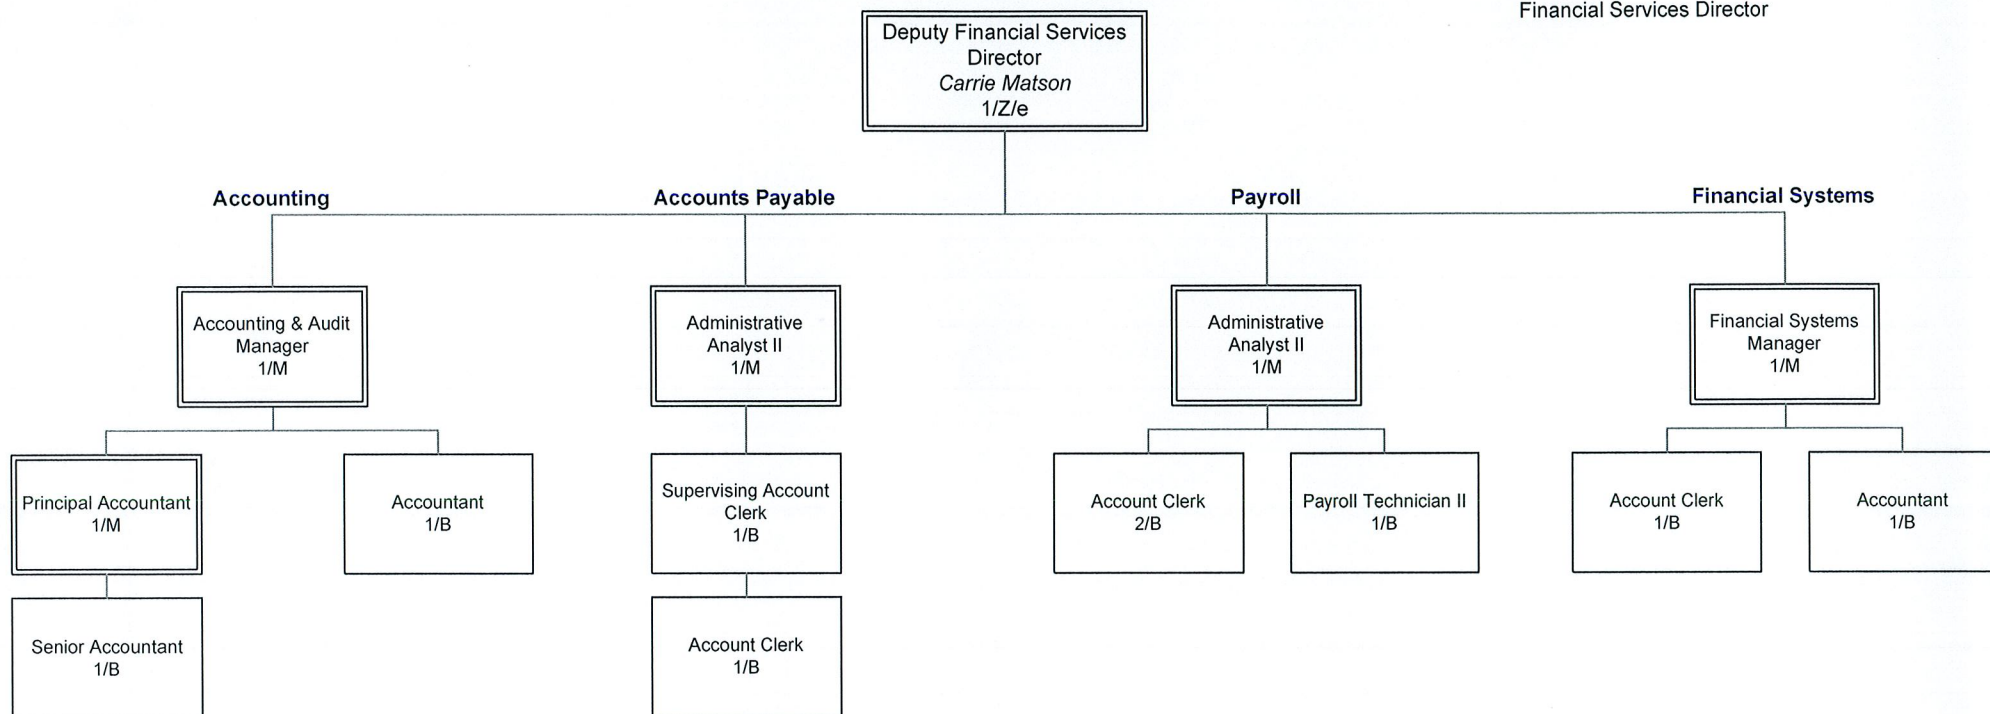 Financial Services Director
Deputy Financial Services
Director
Carrie Matson
1/Z/e
Accounting
Accounts Payable
Payroll
Financial Systems
Accounting & Audit
Manager
1/M
Administrative
Analyst II
1/M
Administrative
Analyst II
1/M
Financial Systems
Manager
1/M
Principal Accountant
1/M
Accountant
1/B
Supervising Account
Clerk
1/B
Account Clerk
2/B
Payroll Technician II
1/B
Account Clerk
1/B
Accountant
1/B
Senior Accountant
1/B
Account Clerk
1/B